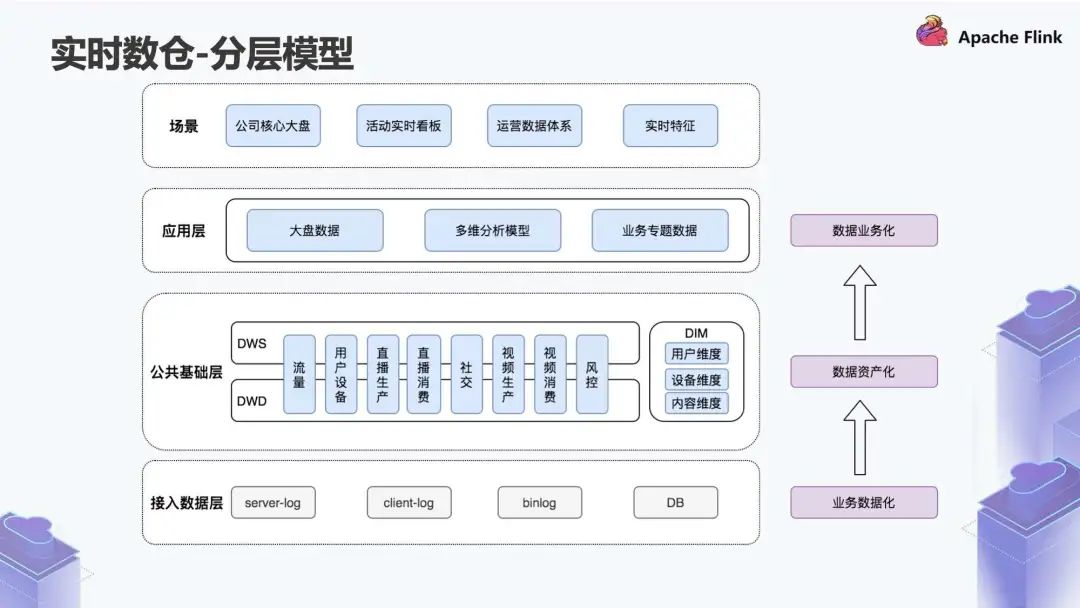 实时数仓-分层模型
Apache Flink
场景
公司核心大盘
活动实时看板
运营数据体系
实时特征
应用层
大盘数据
多维分析模型
业务专题数据
数据业务化
公共基础层
DWS
DWD
流量
用户设备
直播生产
直播消费
社交
视频生产
视频消费
风控
DIM
用户维度
设备维度
内容维度
数据资产化
接入数据层
server-log
client-log
binlog
DB
业务数据化